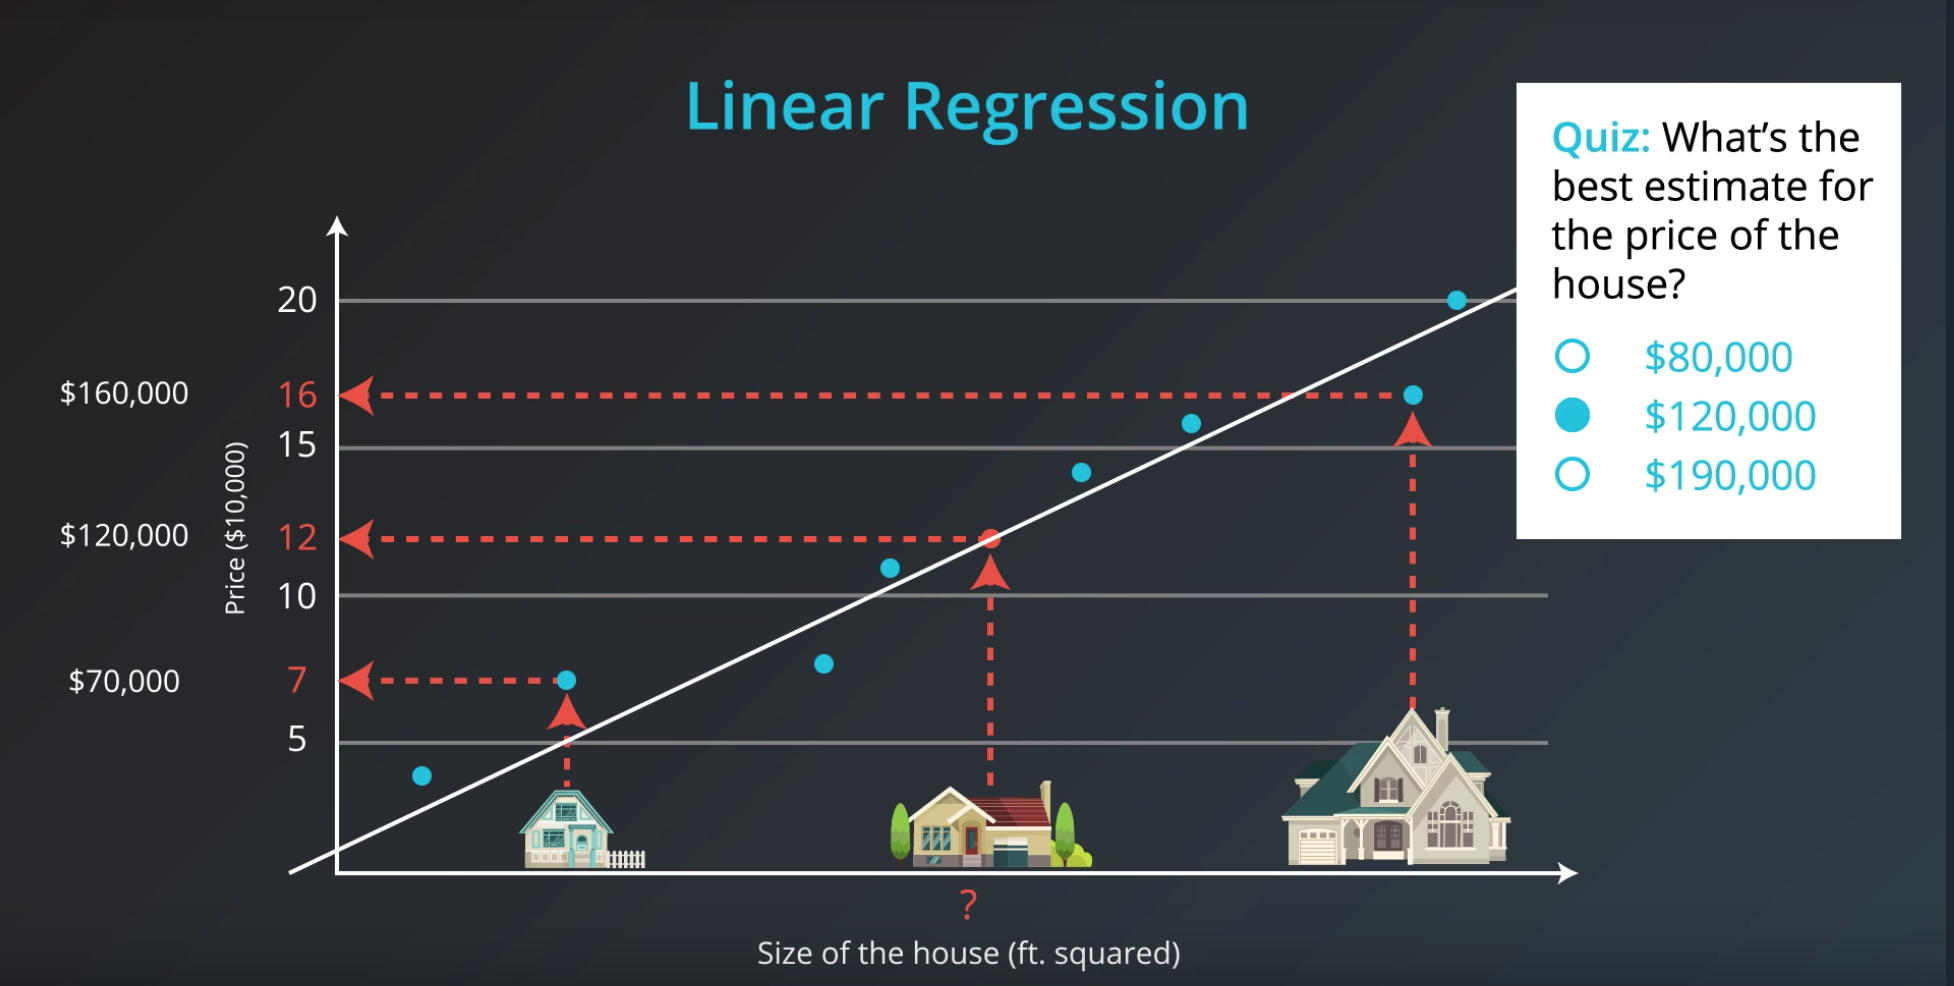 Linear Regression
Quiz: What’s the
best estimate for
the price of the
house?
$80,000
$120,000
$190,000
20
$160,000
16
15
$120,000
12
Price ($10,000)
10
$70,000
7
5
?
Size of the house (ft. squared)